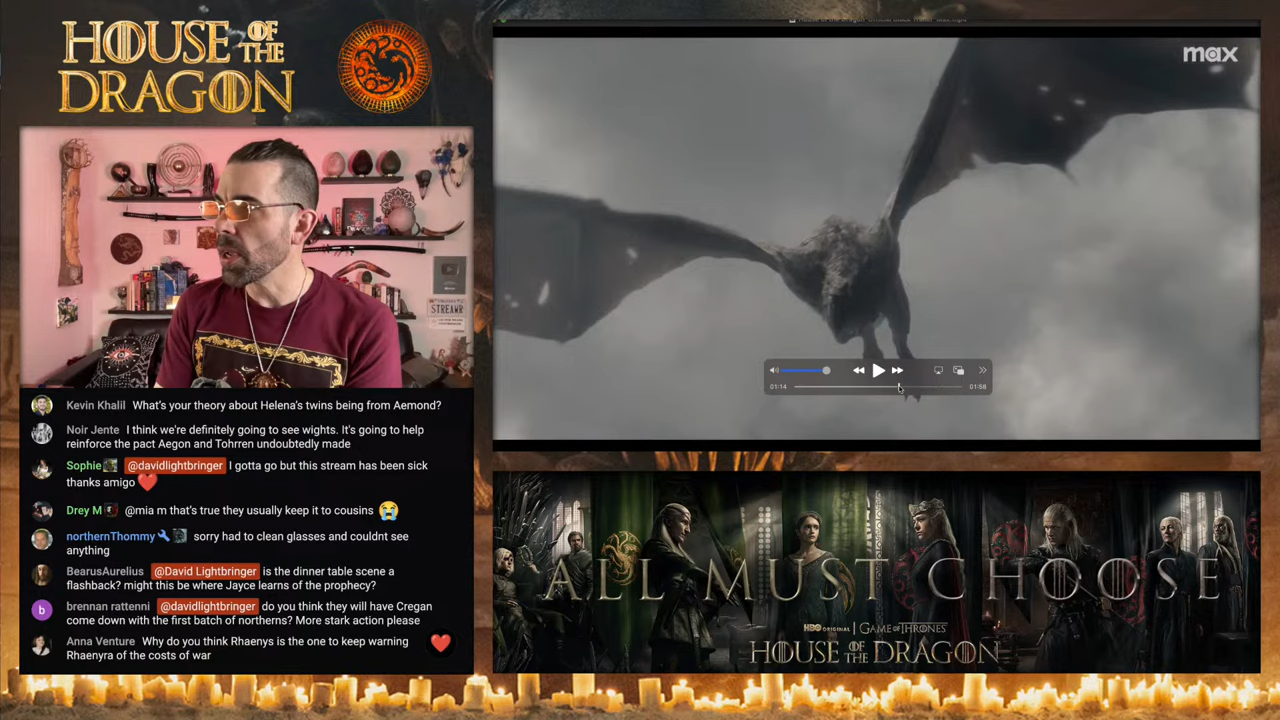 HOUSE OF THE DRAGON
max
STREAMR
01:14
01:58
Kevin Khalil What's your theory about Helena's twins being from Aemond?
Noir Jente I think we're definitely going to see wights. It's going to help
reinforce the pact Aegon and Tohrren undoubtedly made
Sophie @davidlightbringer I gotta go but this stream has been sick
thanks amigo ❤️
Drey M @mia m that's true they usually keep it to cousins 😭
northernThommy sorry had to clean glasses and couldnt see
anything
BearusAurelius @David Lightbringer is the dinner table scene a
flashback? might this be where Jayce learns of the prophecy?
brennan rattenni @davidlightbringer do you think they will have Cregan
come down with the first batch of northerns? More stark action please
Anna Venture Why do you think Rhaenys is the one to keep warning
Rhaenyra of the costs of war
b
ALL MUST CHOOSE
HBO ORIGINAL | GAME OF THRONES
HOUSE OF THE DRAGON